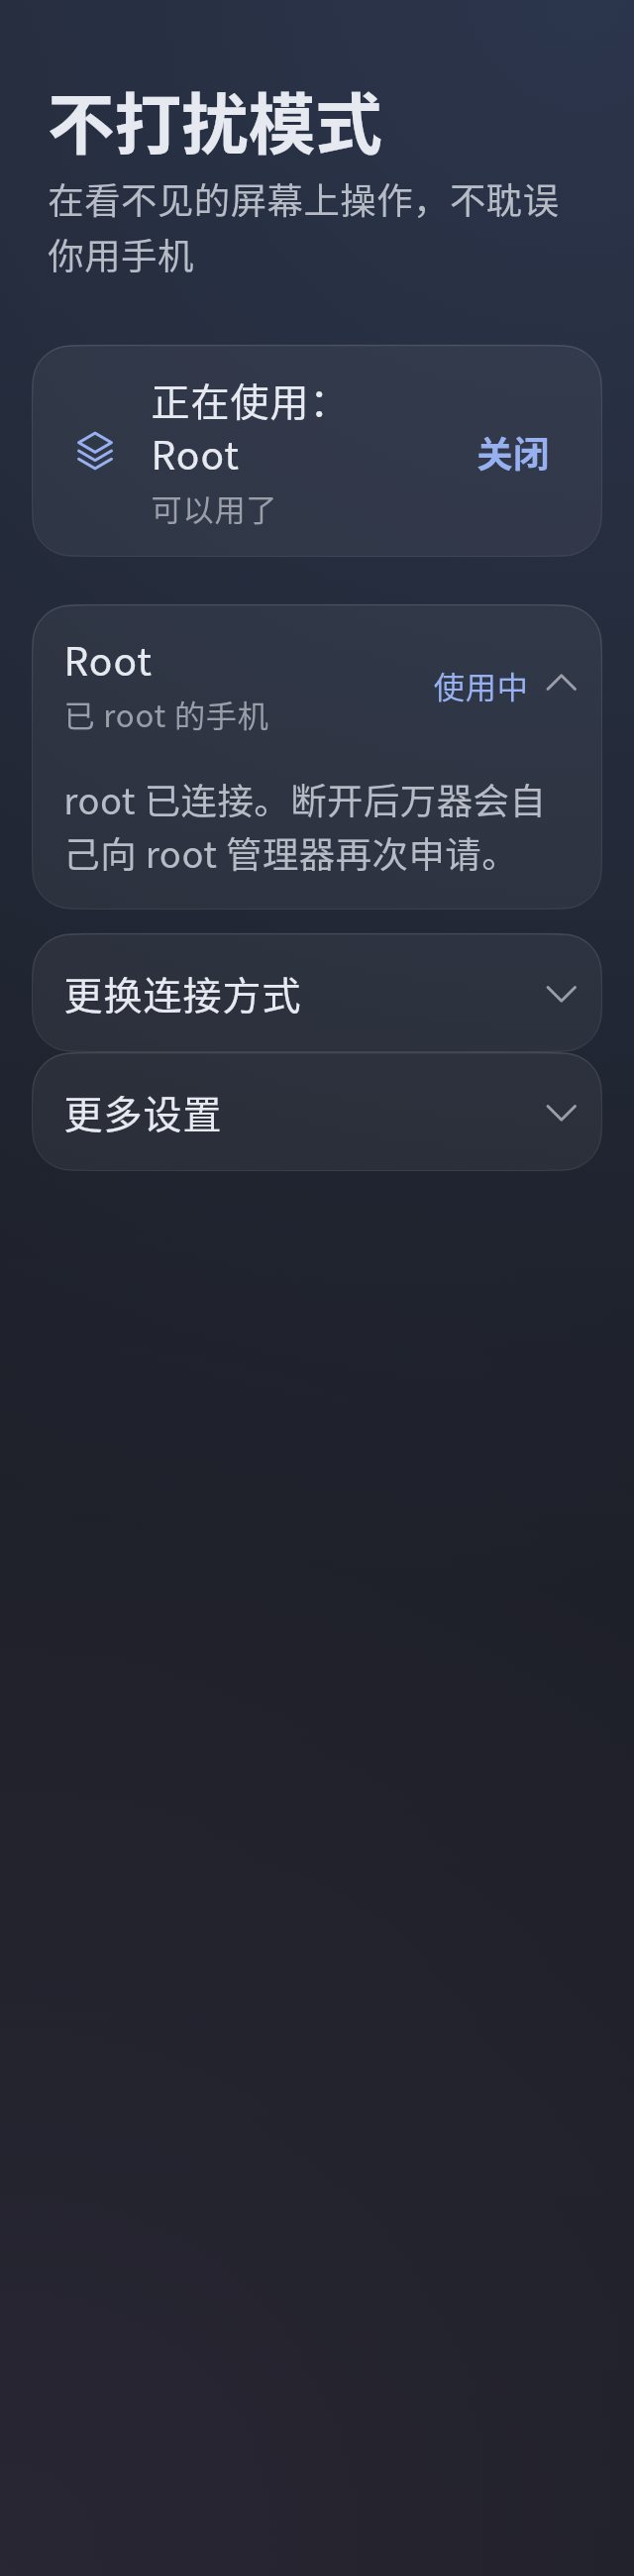 不打扰模式
在看不见的屏幕上操作，不耽误
你用手机
正在使用：
Root
可以用了
关闭
Root
已 root 的手机
使用中
root 已连接。断开后万器会自
己向 root 管理器再次申请。
更换连接方式
更多设置